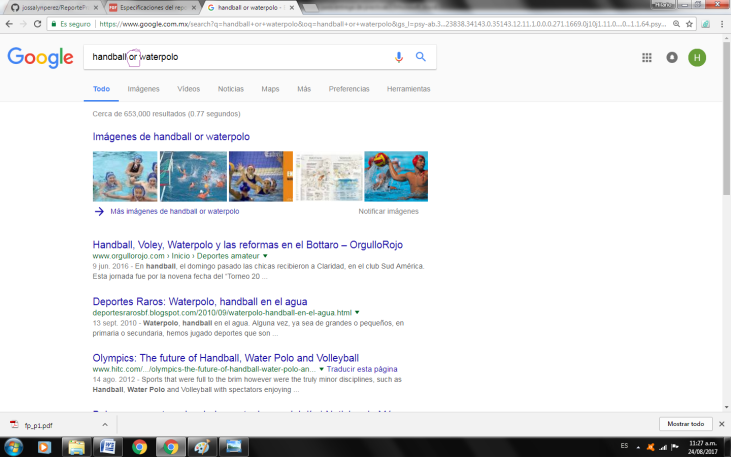 jossalynperez/ReportePr
Especificaciones del repo
handball or waterpolo -
Hilario
Es seguro
https://www.google.com.mx/search?q=handball+or+waterpolo&oq=handball+or+waterpolo&gs_l=psy-ab.3...23838.34143.0.35143.12.11.1.0.0.0.271.1669.0j10j1.11.0....0...1.1.64.psy...
Google
handball or waterpolo
H
Todo
Imágenes
Vídeos
Noticias
Maps
Más
Preferencias
Herramientas
Cerca de 653,000 resultados (0.77 segundos)
Imágenes de handball or waterpolo
Más imágenes de handball or waterpolo
Notificar imágenes
Handball, Voley, Waterpolo y las reformas en el Bottaro – OrgulloRojo
www.orgullorojo.com › Inicio › Deportes amateur
9 jun. 2016 - En handball, el domingo pasado las chicas recibieron a Claridad, en el club Sud América.
Esta jornada fue por la novena fecha del "Torneo 20 ...
Deportes Raros: Waterpolo, handball en el agua
deportesrarosbf.blogspot.com/2010/09/waterpolo-handball-en-el-agua.html
13 sept. 2010 - Waterpolo, handball en el agua. Alguna vez, ya sea de grandes o pequeños, en
primaria o secundaria, hemos jugado deportes que son ...
Olympics: The future of Handball, Water Polo and Volleyball
www.hitc.com/.../olympics-the-future-of-handball-water-polo-an...
Traducir esta página
14 ago. 2012 - Sports that were full to the brim however were the truly minor disciplines, such as
Handball, Water Polo and Volleyball with spectators enjoying ...
fp_p1.pdf
Mostrar todo
ES
11:27 a.m.
24/08/2017